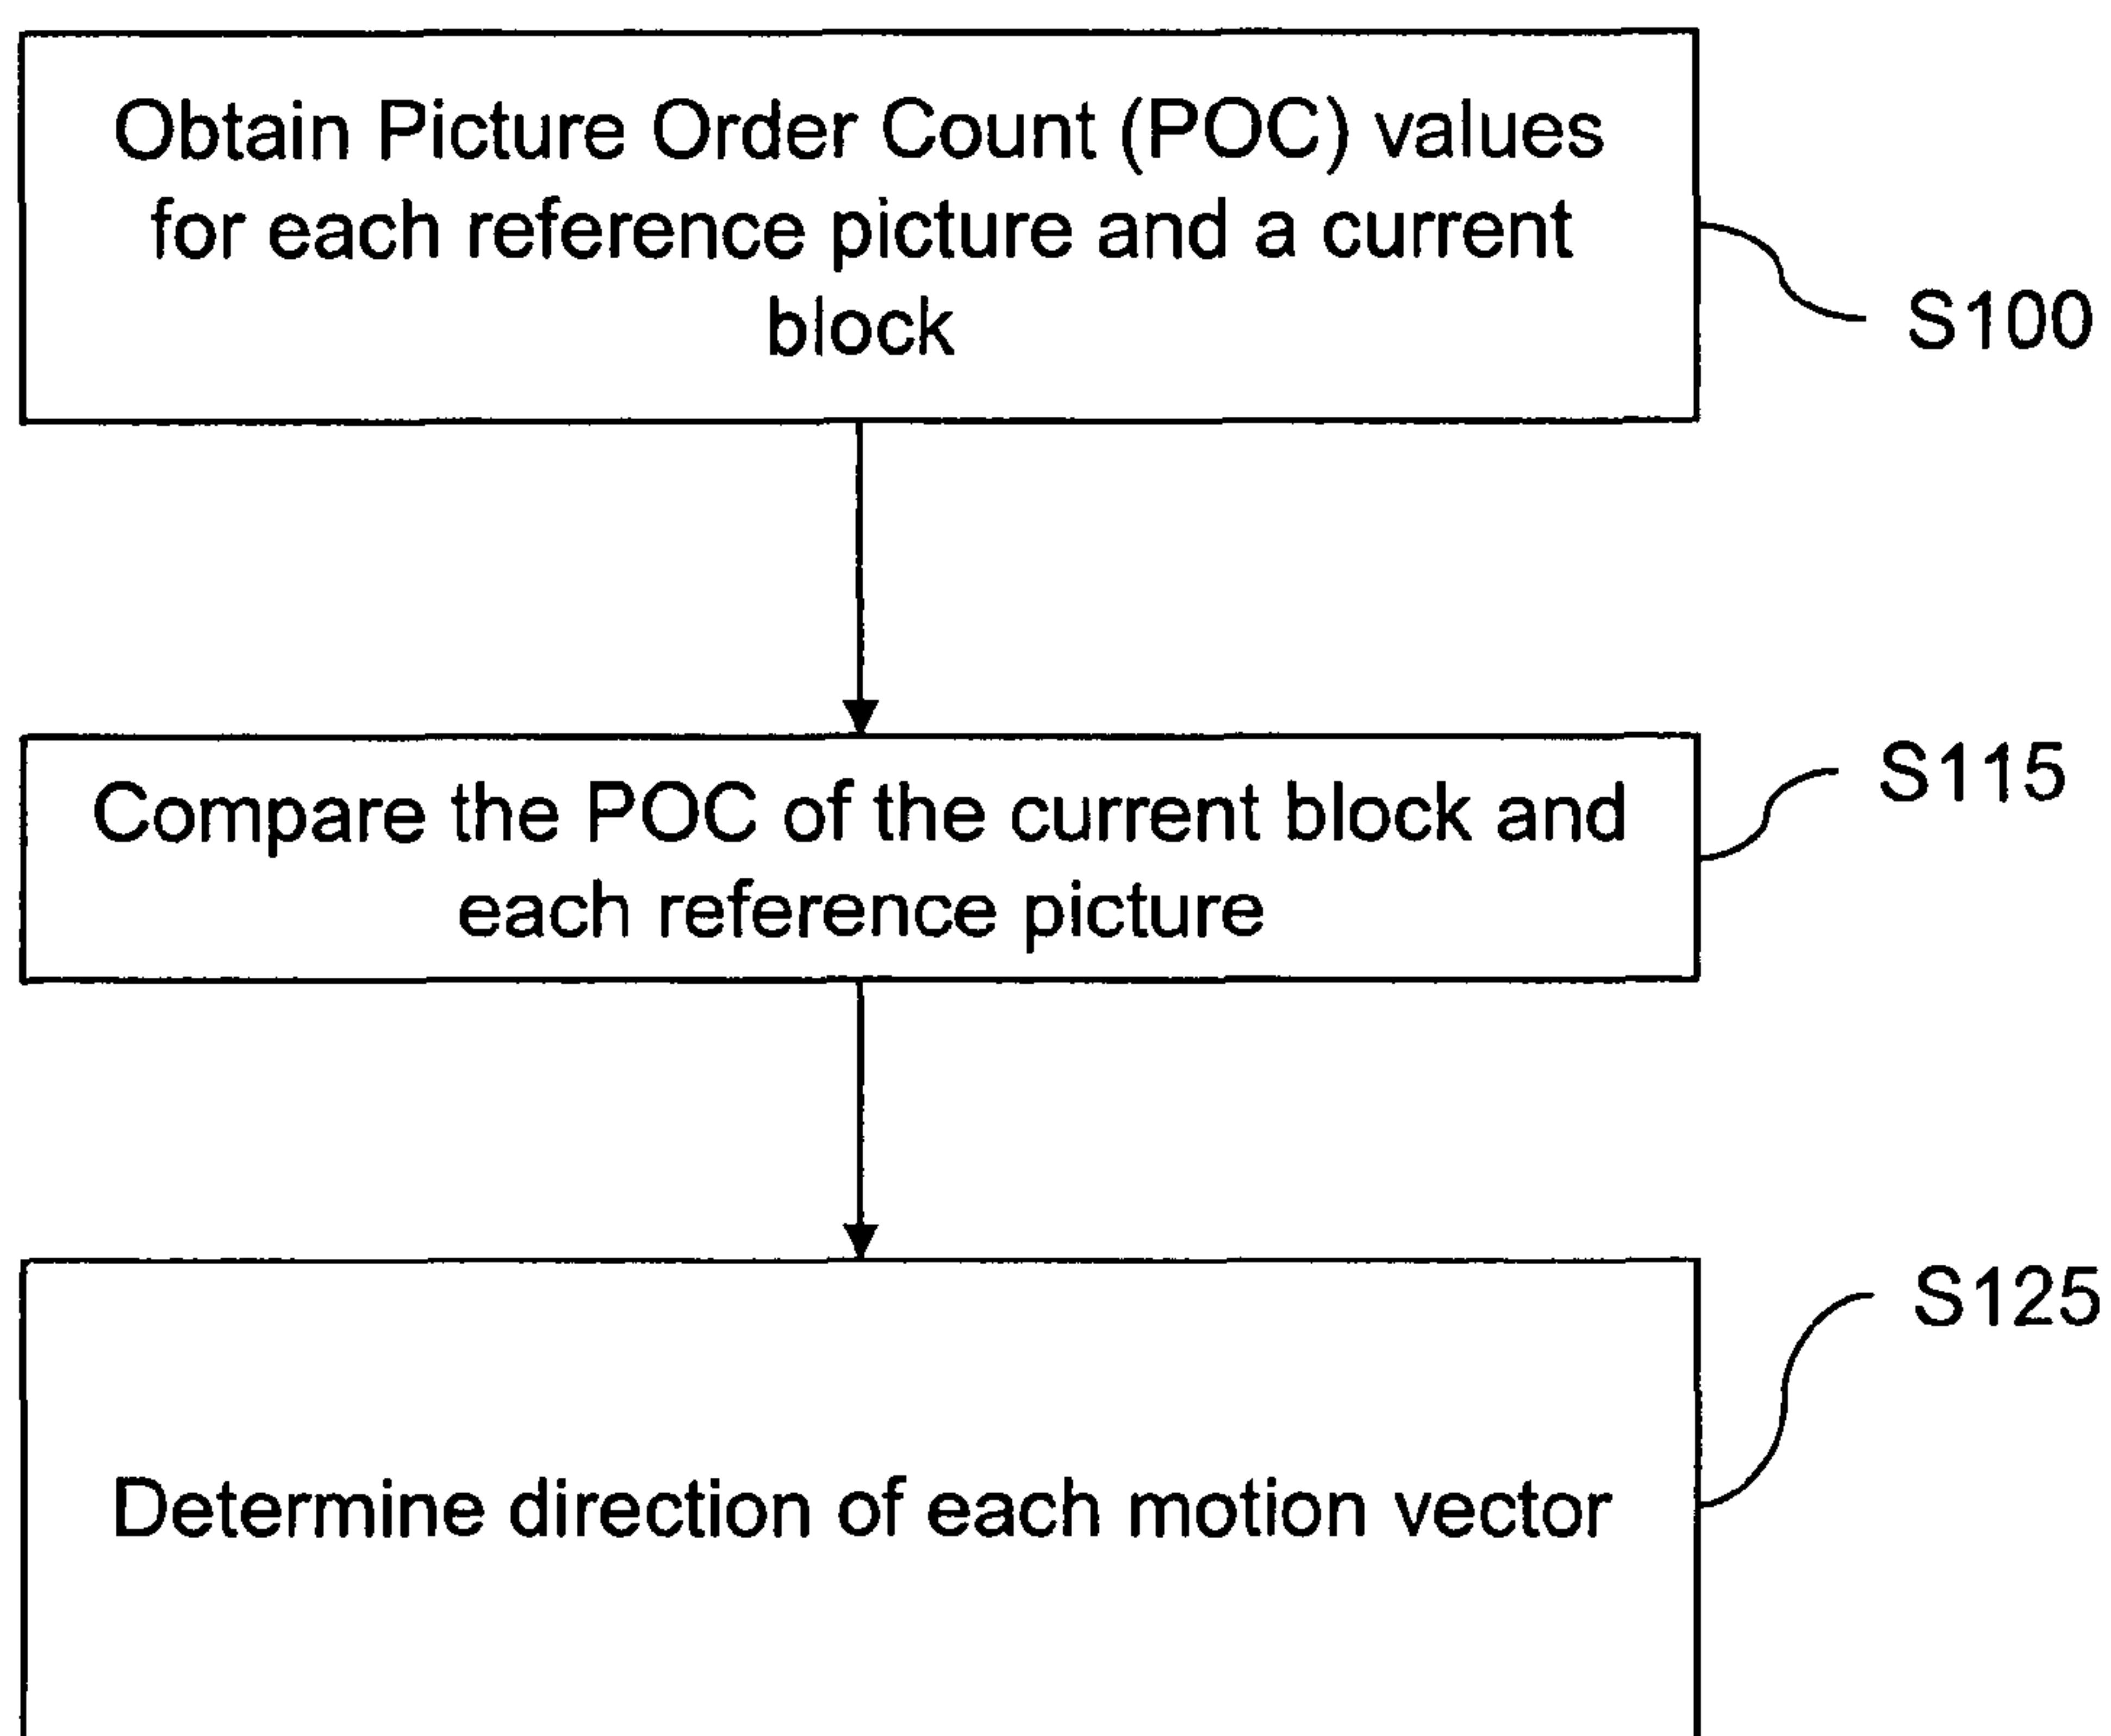 Obtain Picture Order Count (POC) values
for each reference picture and a current
block
S100
S115
Compare the POC of the current block and
each reference picture
S125
Determine direction of each motion vector